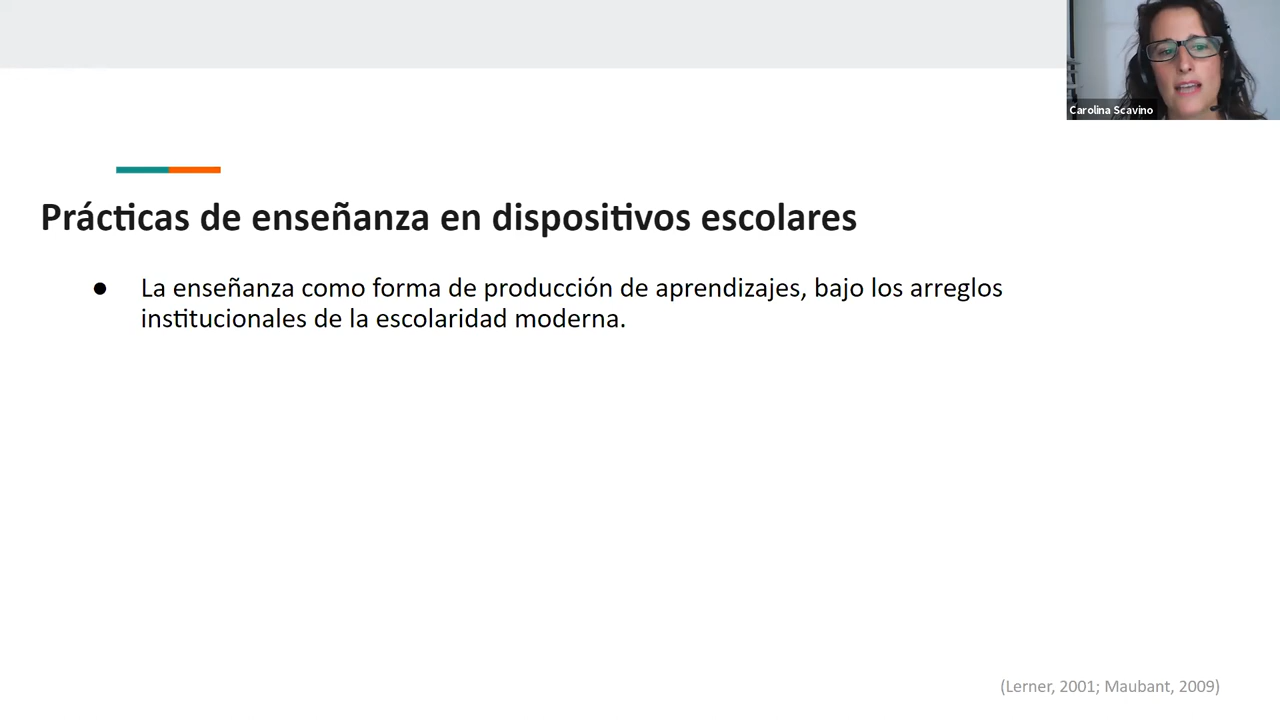 Carolina Scavino
Prácticas de enseñanza en dispositivos escolares
● La enseñanza como forma de producción de aprendizajes, bajo los arreglos
institucionales de la escolaridad moderna.
(Lerner, 2001; Maubant, 2009)